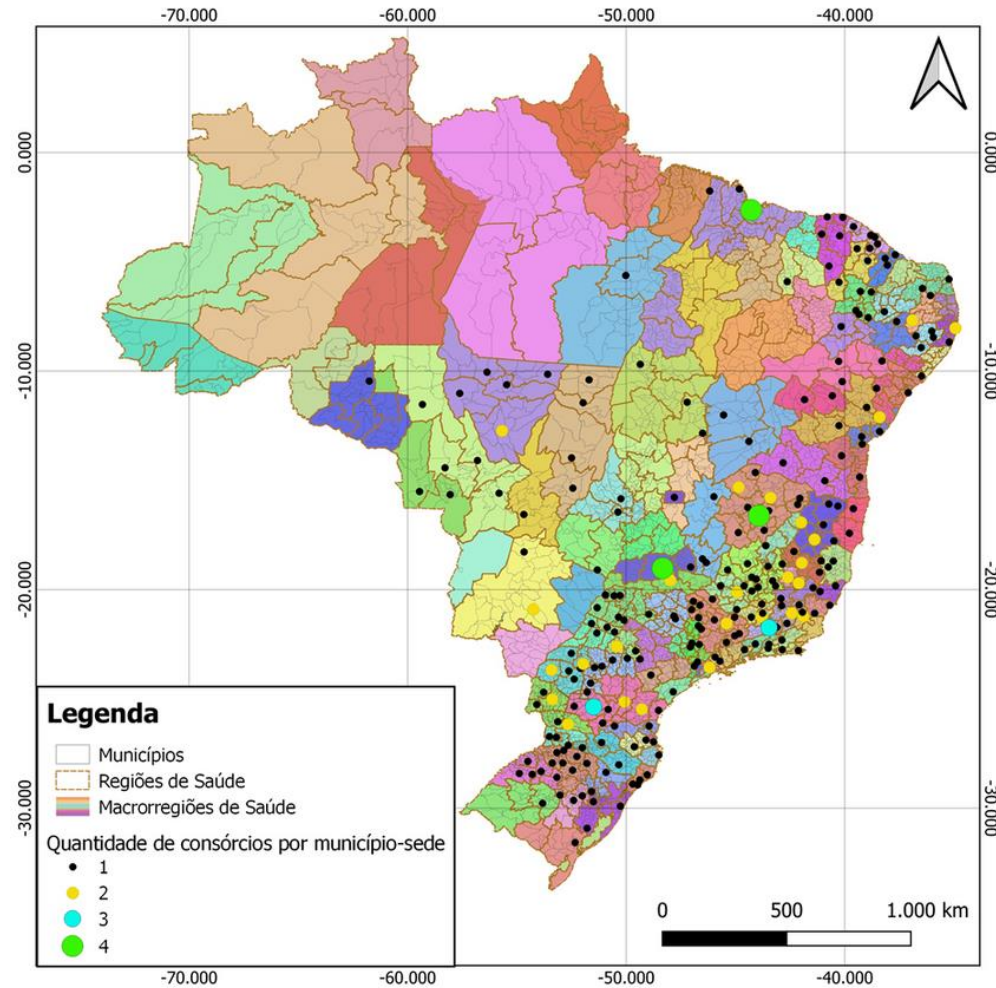 -70.000 -60.000 -50.000 -40.000
0.000 0.000
-10.000 -10.000
-20.000 -20.000
-30.000 -30.000
Legenda
Municípios
Regiões de Saúde
Macrorregiões de Saúde
Quantidade de consórcios por município-sede
1
2
3
4
0 500 1.000 km
-70.000 -60.000 -50.000 -40.000